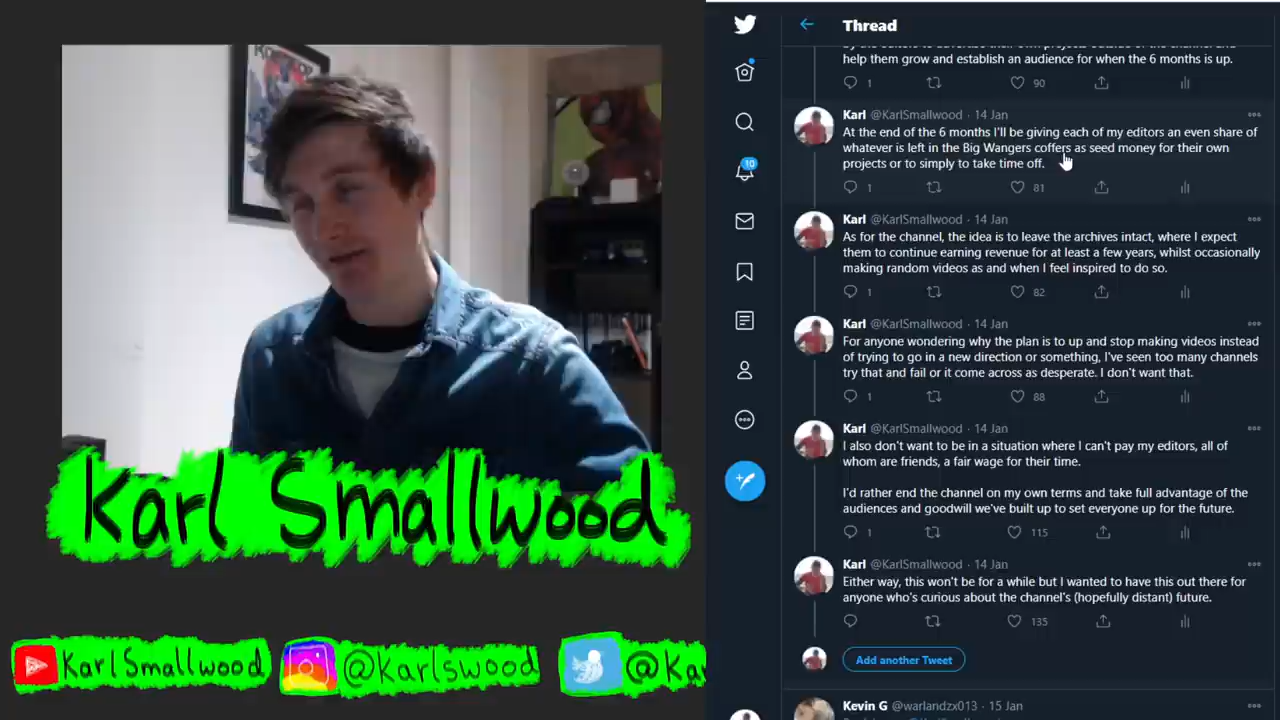 Karl Smallwood
KarlSmallwood
@Karlswood
@Ka
Thread
help them grow and establish an audience for when the 6 months is up.
1 90
Karl @KarlSmallwood · 14 Jan
At the end of the 6 months I'll be giving each of my editors an even share of
whatever is left in the Big Wangers coffers as seed money for their own
projects or to simply to take time off.
1 81
10
Karl @KarlSmallwood · 14 Jan
As for the channel, the idea is to leave the archives intact, where I expect
them to continue earning revenue for at least a few years, whilst occasionally
making random videos as and when I feel inspired to do so.
1 82
Karl @KarlSmallwood · 14 Jan
For anyone wondering why the plan is to up and stop making videos instead
of trying to go in a new direction or something, I've seen too many channels
try that and fail or it come across as desperate. I don't want that.
1 88
Karl @KarlSmallwood · 14 Jan
I also don't want to be in a situation where I can't pay my editors, all of
whom are friends, a fair wage for their time.
I'd rather end the channel on my own terms and take full advantage of the
audiences and goodwill we've built up to set everyone up for the future.
1 115
Karl @KarlSmallwood · 14 Jan
Either way, this won't be for a while but I wanted to have this out there for
anyone who's curious about the channel's (hopefully distant) future.
135
Add another Tweet
Kevin G @warlandzx013 · 15 Jan